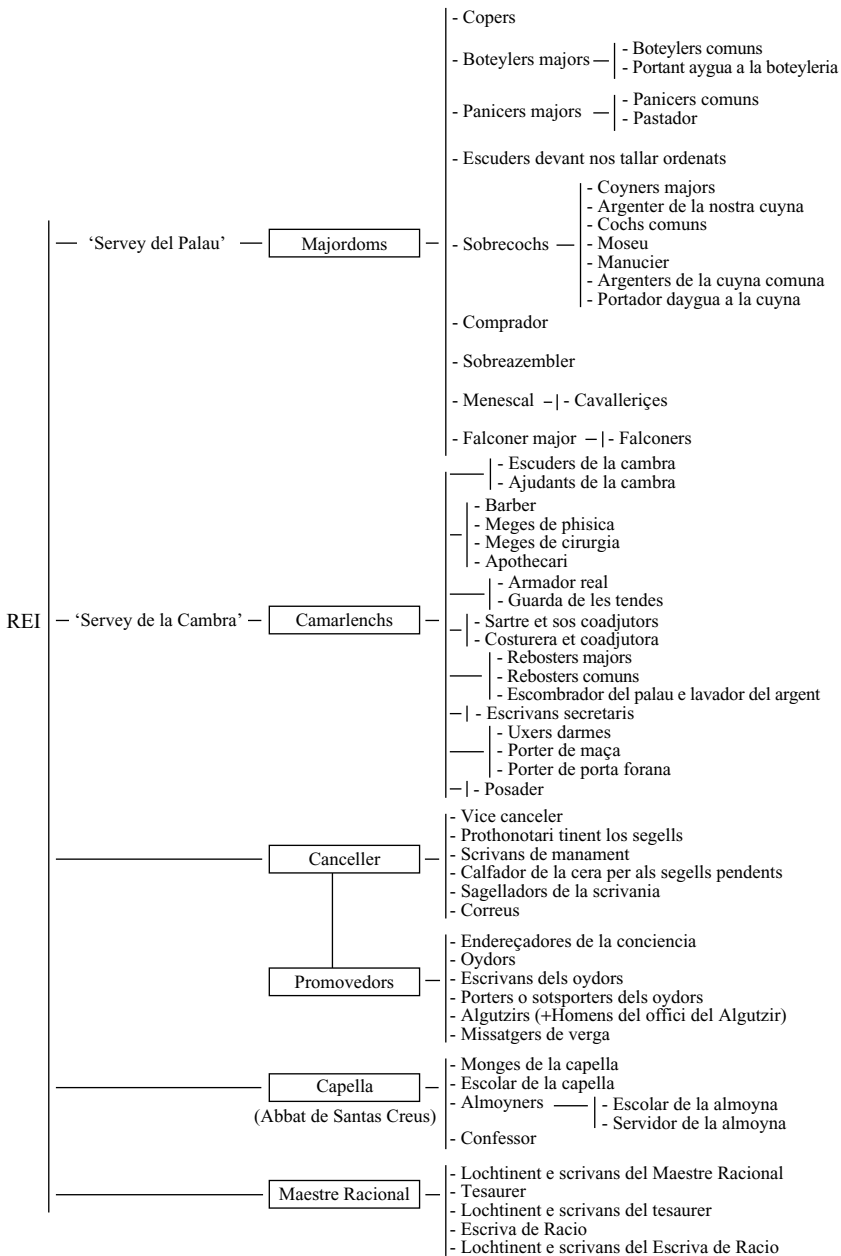 REI
‘Servey del Palau’
Majordoms
- Copers
- Boteylers majors
- Boteylers comuns
- Portant aygua a la boteyleria
- Panicers majors
- Panicers comuns
- Pastador
- Escuders devant nos tallar ordenats
- Sobrecochs
- Coyners majors
- Argenter de la nostra cuyna
- Cochs comuns
- Moseu
- Manucier
- Argenters de la cuyna comuna
- Portador daygua a la cuyna
- Comprador
- Sobreazembler
- Menescal
- Cavalleriçes
- Falconer major
- Falconers
‘Servey de la Cambra’
Camarlenchs
- Escuders de la cambra
- Ajudants de la cambra
- Barber
- Meges de phisica
- Meges de cirurgia
- Apothecari
- Armador real
- Guarda de les tendes
- Sartre et sos coadjutors
- Costurera et coadjutora
- Rebosters majors
- Rebosters comuns
- Escombrador del palau e lavador del argent
- Escrivans secretaris
- Uxers darmes
- Porter de maça
- Porter de porta forana
- Posader
Canceller
- Vice canceler
- Prothonotari tinent los segells
- Scrivans de manament
- Calfador de la cera per als segells pendents
- Sagelladors de la scrivania
- Correus
Promovedors
- Endereçadores de la conciencia
- Oydors
- Escrivans dels oydors
- Porters o sotsporters dels oydors
- Algutzirs (+Homens del offici del Algutzir)
- Missatgers de verga
Capella
(Abbat de Santas Creus)
- Monges de la capella
- Escolar de la capella
- Almoyners
- Escolar de la almoyna
- Servidor de la almoyna
- Confessor
Maestre Racional
- Lochtinent e scrivans del Maestre Racional
- Tesaurer
- Lochtinent e scrivans del tesaurer
- Escriva de Racio
- Lochtinent e scrivans del Escriva de Racio